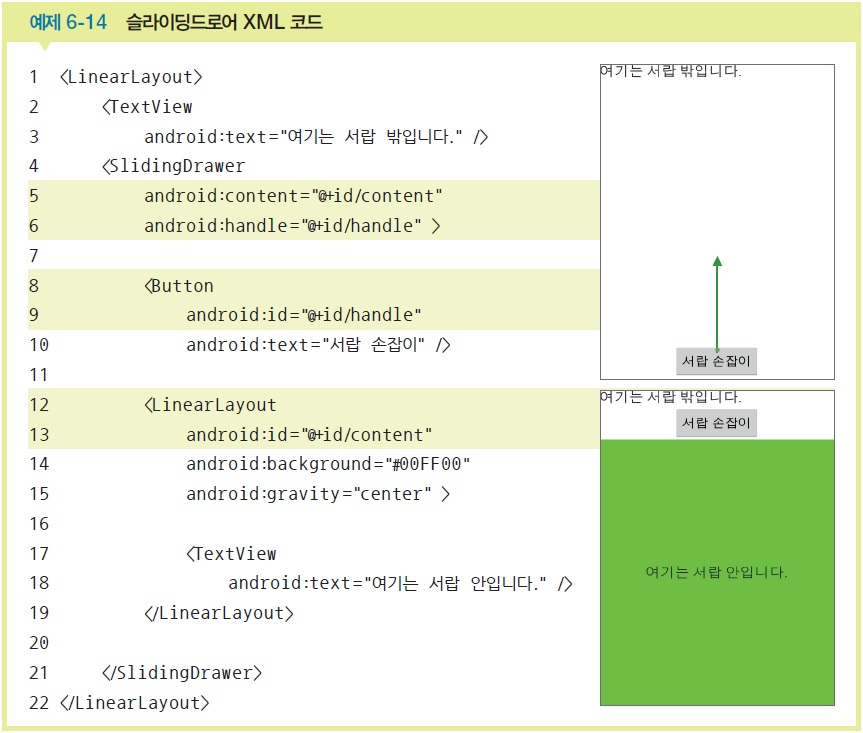 예제 6-14 슬라이딩드로어 XML 코드
1 <LinearLayout>
2 <TextView
3 android:text="여기는 서랍 밖입니다." />
4 <SlidingDrawer
5 android:content="@+id/content"
6 android:handle="@+id/handle" >
7
8 <Button
9 android:id="@+id/handle"
10 android:text="서랍 손잡이" />
11
12 <LinearLayout
13 android:id="@+id/content"
14 android:background="#00FF00"
15 android:gravity="center" >
16
17 <TextView
18 android:text="여기는 서랍 안입니다." />
19 </LinearLayout>
20
21 </SlidingDrawer>
22 </LinearLayout>
여기는 서랍 밖입니다.
서랍 손잡이
여기는 서랍 밖입니다.
서랍 손잡이
여기는 서랍 안입니다.